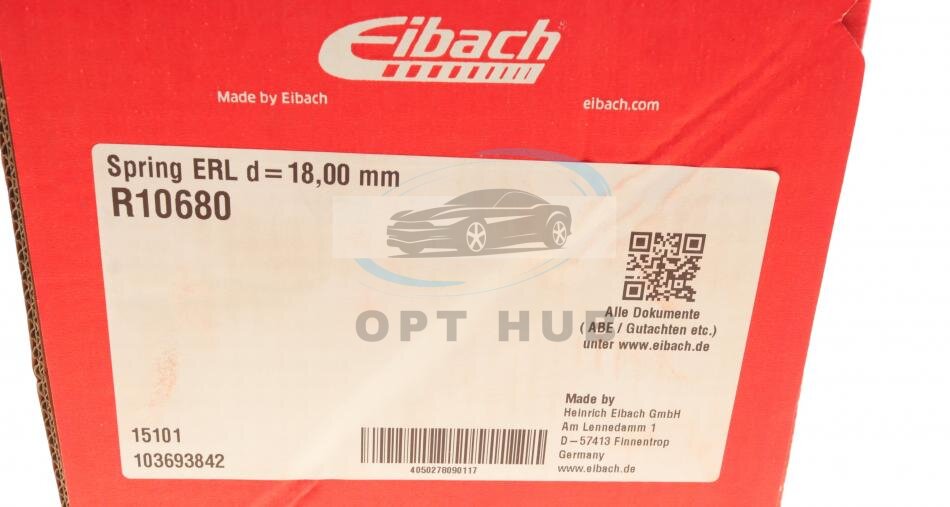 Eibach
Made by Eibach
eibach.com
Spring ERL d=18,00 mm
R10680
OPT HUB
Alle Dokumente
( ABE / Gutachten etc.)
unter www.eibach.de
15101
103693842
4050278090117
Made by
Heinrich Eibach GmbH
Am Lennedamm 1
D-57413 Finnentrop
Germany
www.eibach.de